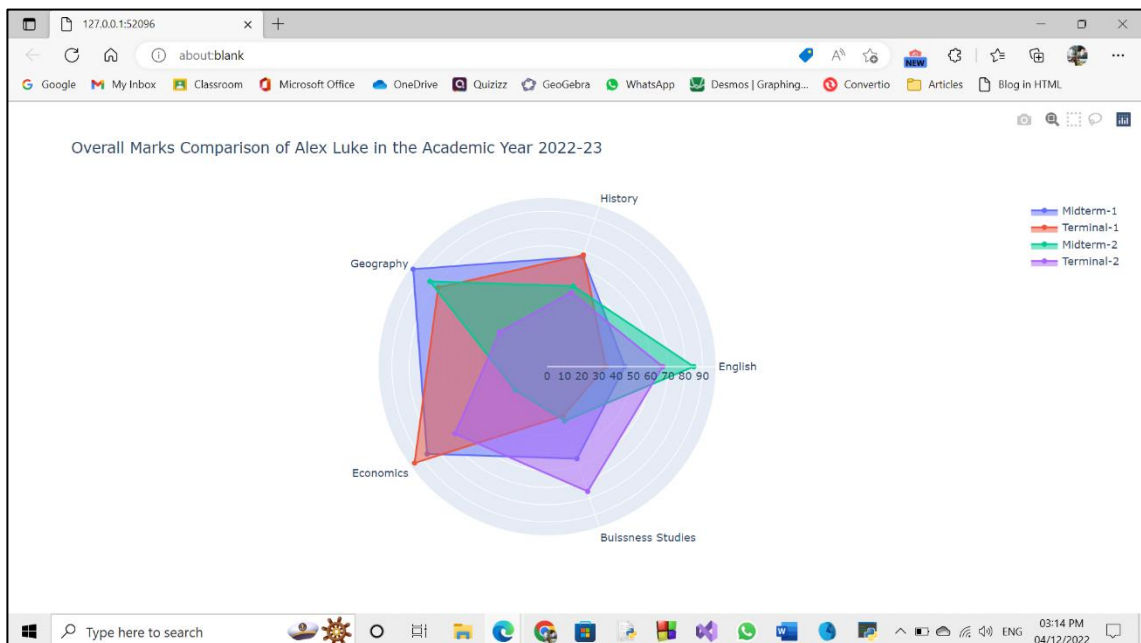 127.0.0.1:52096
about:blank
NEW
Google My Inbox Classroom Microsoft Office OneDrive Quizizz GeoGebra WhatsApp Desmos | Graphing... Convertio Articles Blog in HTML
Overall Marks Comparison of Alex Luke in the Academic Year 2022-23
History
Midterm-1
Terminal-1
Midterm-2
Terminal-2
Geography
English
0 10 20 30 40 50 60 70 80 90
Economics
Buissness Studies
Type here to search
ENG
03:14 PM
04/12/2022